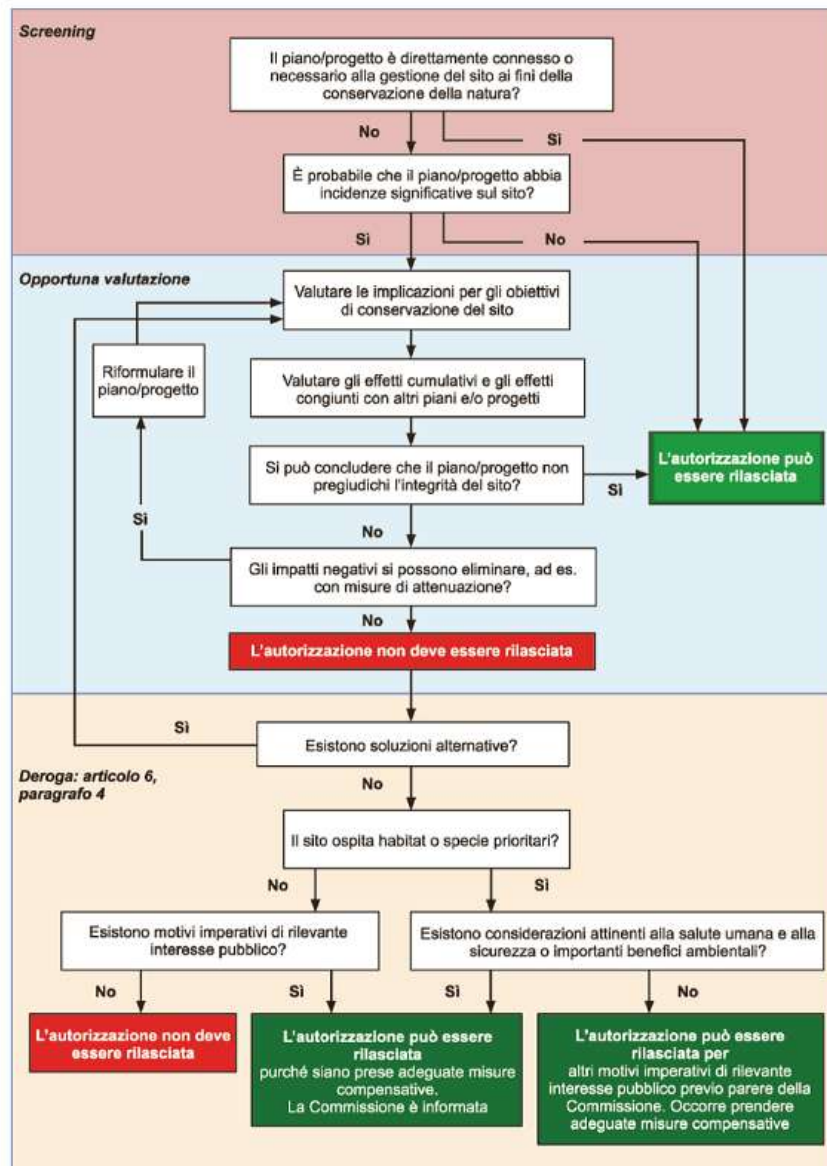 Screening
Il piano/progetto è direttamente connesso o
necessario alla gestione del sito ai fini della
conservazione della natura?
No
Sì
È probabile che il piano/progetto abbia
incidenze significative sul sito?
Sì
No
Opportuna valutazione
Valutare le implicazioni per gli obiettivi
di conservazione del sito
Riformulare il
piano/progetto
Valutare gli effetti cumulativi e gli effetti
congiunti con altri piani e/o progetti
Si può concludere che il piano/progetto non
pregiudichi l'integrità del sito?
Sì
L'autorizzazione può
essere rilasciata
Sì
No
Gli impatti negativi si possono eliminare, ad es.
con misure di attenuazione?
No
L'autorizzazione non deve essere rilasciata
Sì
Esistono soluzioni alternative?
Deroga: articolo 6,
paragrafo 4
No
Il sito ospita habitat o specie prioritari?
No
Sì
Esistono motivi imperativi di rilevante
interesse pubblico?
Esistono considerazioni attinenti alla salute umana e alla
sicurezza o importanti benefici ambientali?
No
Sì
Sì
No
L'autorizzazione non deve
essere rilasciata
L'autorizzazione può essere
rilasciata
purché siano prese adeguate misure
compensative.
La Commissione è informata
L'autorizzazione può essere
rilasciata per
altri motivi imperativi di rilevante
interesse pubblico previo parere della
Commissione. Occorre prendere
adeguate misure compensative